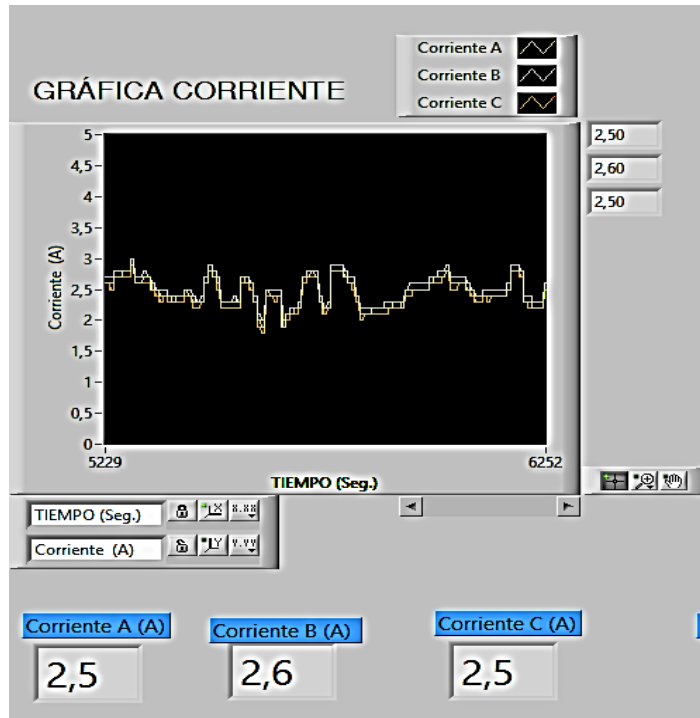 Corriente A
Corriente B
Corriente C
GRÁFICA CORRIENTE
2,50
2,60
2,50
5
4,5
4
3,5
3
2,5
2
1,5
1
0,5
0
Corriente (A)
5229
6252
TIEMPO (Seg.)
TIEMPO (Seg.)
X.XX
Corriente (A)
Y.YY
Corriente A (A)
Corriente B (A)
Corriente C (A)
2,5
2,6
2,5